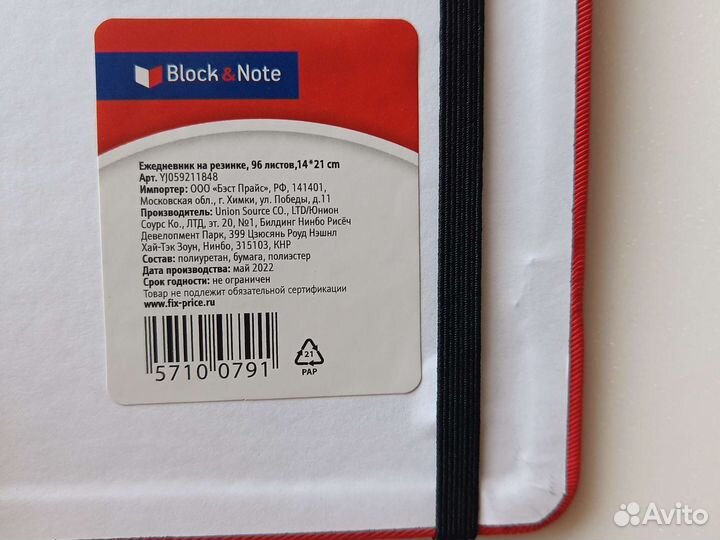 Block & Note
Ежедневник на резинке, 96 листов,14*21 cm
Арт. YJ059211848
Импортер: ООО «Бэст Прайс», РФ, 141401,
Московская обл., г. Химки, ул. Победы, д.11
Производитель: Union Source CO., LTD/Юнион
Соурс Ко., ЛТД, эт. 20, №1, Билдинг Нинбо Рисёч
Девелопмент Парк, 399 Цзюсянь Роуд Нэшнл
Хай-Тэк Зоун, Нинбо, 315103, КНР
Состав: полиуретан, бумага, полиэстер
Дата производства: май 2022
Срок годности: не ограничен
Товар не подлежит обязательной сертификации
www.fix-price.ru
5710 0791
21
PAP
Avito